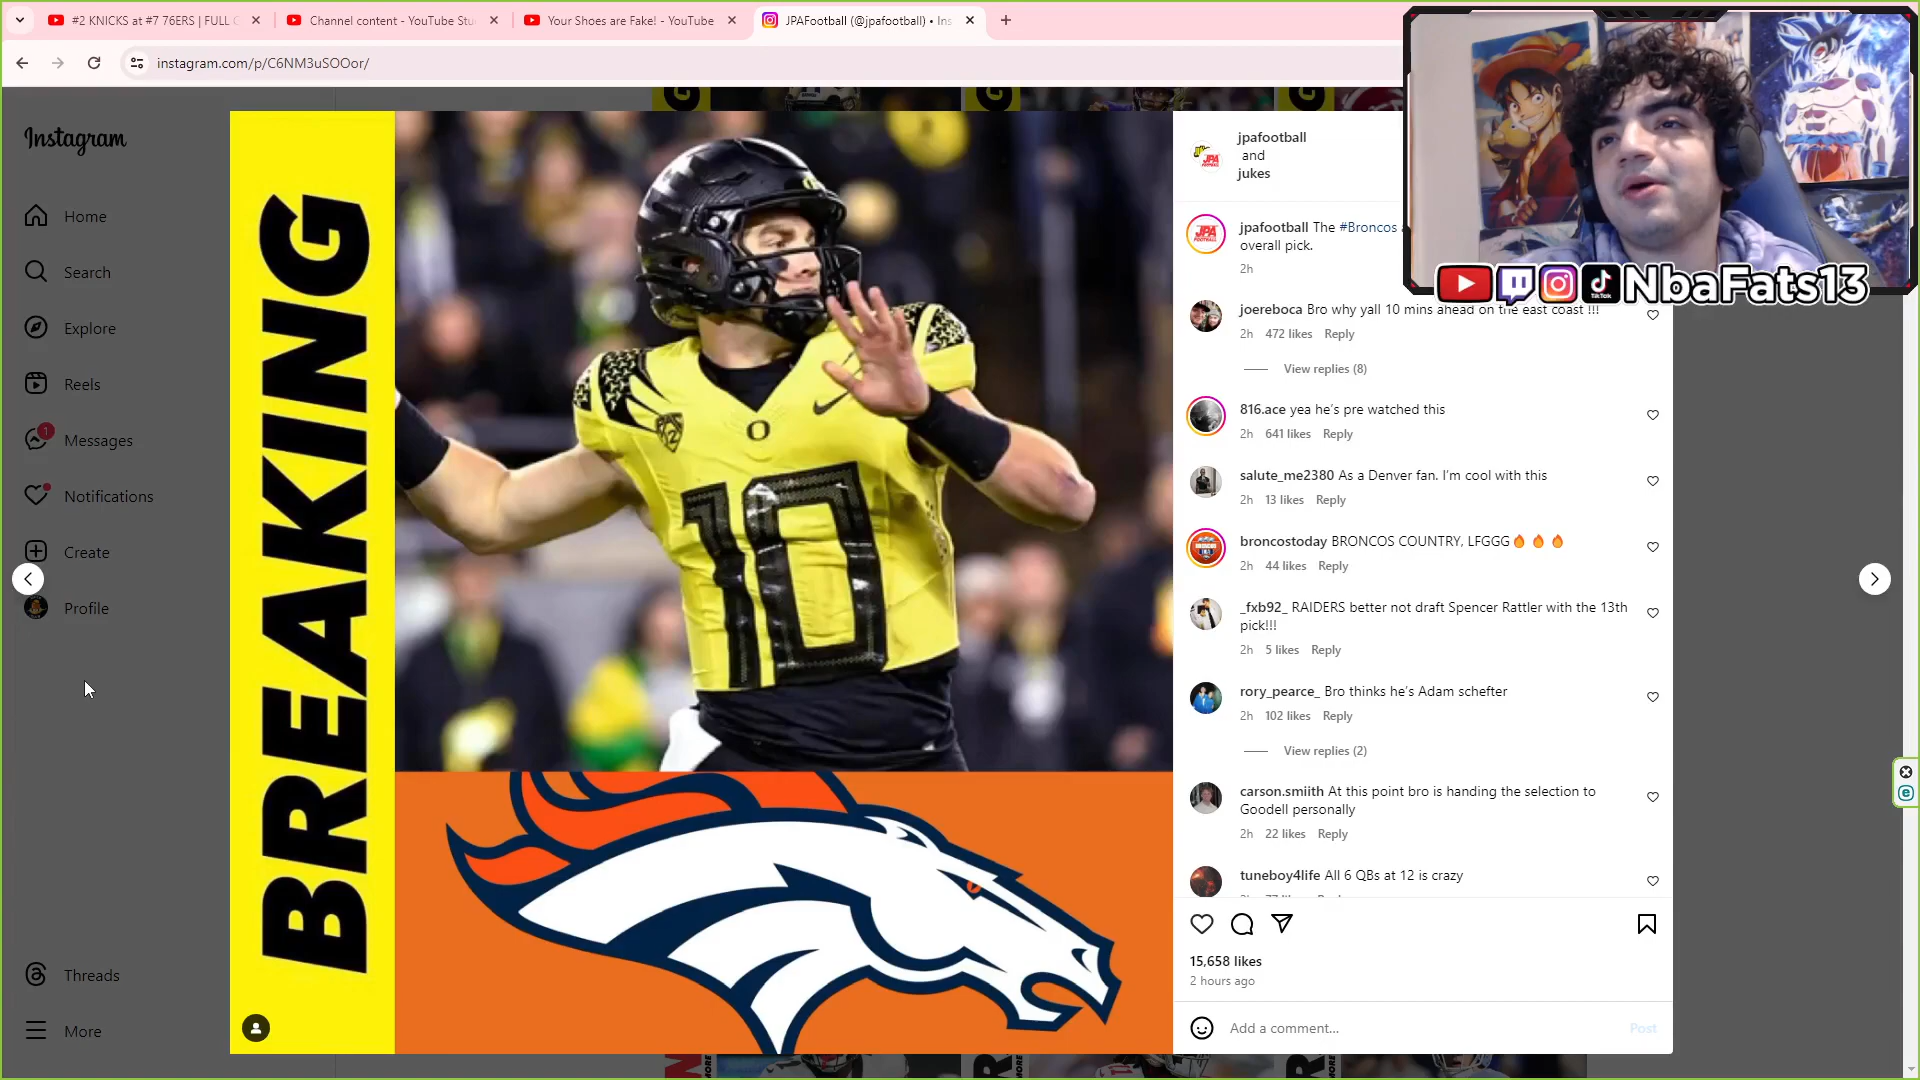 #2 KNICKS at #7 76ERS | FULL G
Channel content - YouTube Stu
Your Shoes are Fake! - YouTube
JPAFootball (@jpafootball) • Ins
instagram.com/p/C6NM3uSOOor/
Instagram
Home
Search
Explore
Reels
1
Messages
Notifications
Create
Profile
Threads
More
BREAKING
10
O
jpafootball
and
jukes
jpafootball The #Broncos
overall pick.
2h
joereboca Bro why yall 10 mins ahead on the east coast !!!
2h 472 likes Reply
View replies (8)
816.ace yea he's pre watched this
2h 641 likes Reply
salute_me2380 As a Denver fan. I'm cool with this
2h 13 likes Reply
broncostoday BRONCOS COUNTRY, LFGGG🔥 🔥 🔥
2h 44 likes Reply
_fxb92_ RAIDERS better not draft Spencer Rattler with the 13th
pick!!!
2h 5 likes Reply
rory_pearce_ Bro thinks he's Adam schefter
2h 102 likes Reply
View replies (2)
carson.smiith At this point bro is handing the selection to
Goodell personally
2h 22 likes Reply
tuneboy4life All 6 QBs at 12 is crazy
15,658 likes
2 hours ago
Add a comment...
Post
NbaFats13